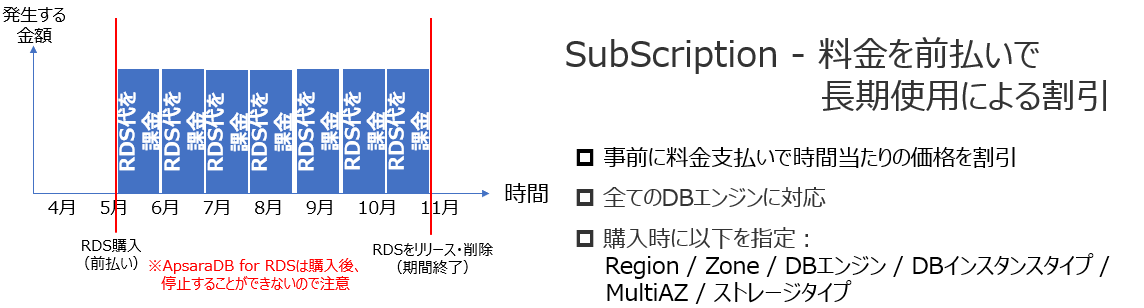 発生する
金額
RDS代を
課金
RDS代を
課金
RDS代を
課金
RDS代を
課金
RDS代を
課金
RDS代を
課金
RDS代を
課金
時間
4月 5月 6月 7月 8月 9月 10月 11月
RDS購入
（前払い）
RDSをリリース・削除
（期間終了）
※ApsaraDB for RDSは購入後、
停止することができないので注意
SubScription - 料金を前払いで
長期使用による割引
事前に料金支払いで時間当たりの価格を割引
全てのDBエンジンに対応
購入時に以下を指定：
Region / Zone / DBエンジン / DBインスタンスタイプ /
MultiAZ / ストレージタイプ